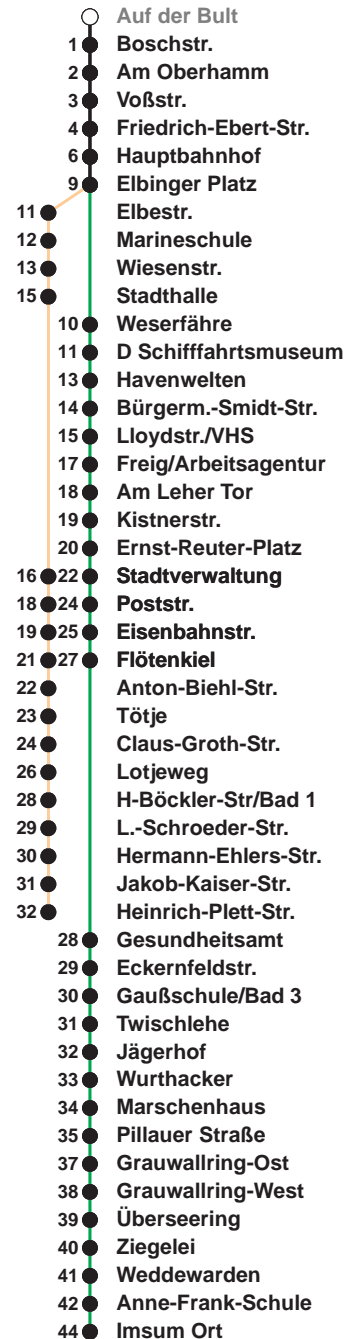 Auf der Bult
1 Boschstr.
2 Am Oberhamm
3 Voßstr.
4 Friedrich-Ebert-Str.
6 Hauptbahnhof
9 Elbinger Platz
11 Elbestr.
12 Marineschule
13 Wiesenstr.
15 Stadthalle
10 Weserfähre
11 D Schifffahrtsmuseum
13 Havenwelten
14 Bürgerm.-Smidt-Str.
15 Lloydstr./VHS
17 Freig/Arbeitsagentur
18 Am Leher Tor
19 Kistnerstr.
20 Ernst-Reuter-Platz
16 22 Stadtverwaltung
18 24 Poststr.
19 25 Eisenbahnstr.
21 27 Flötenkiel
22 Anton-Biehl-Str.
23 Tötje
24 Claus-Groth-Str.
26 Lotjeweg
28 H-Böckler-Str/Bad 1
29 L.-Schroeder-Str.
30 Hermann-Ehlers-Str.
31 Jakob-Kaiser-Str.
32 Heinrich-Plett-Str.
28 Gesundheitsamt
29 Eckernfeldstr.
30 Gaußschule/Bad 3
31 Twischlehe
32 Jägerhof
33 Wurthacker
34 Marschenhaus
35 Pillauer Straße
37 Grauwallring-Ost
38 Grauwallring-West
39 Überseering
40 Ziegelei
41 Weddewarden
42 Anne-Frank-Schule
44 Imsum Ort